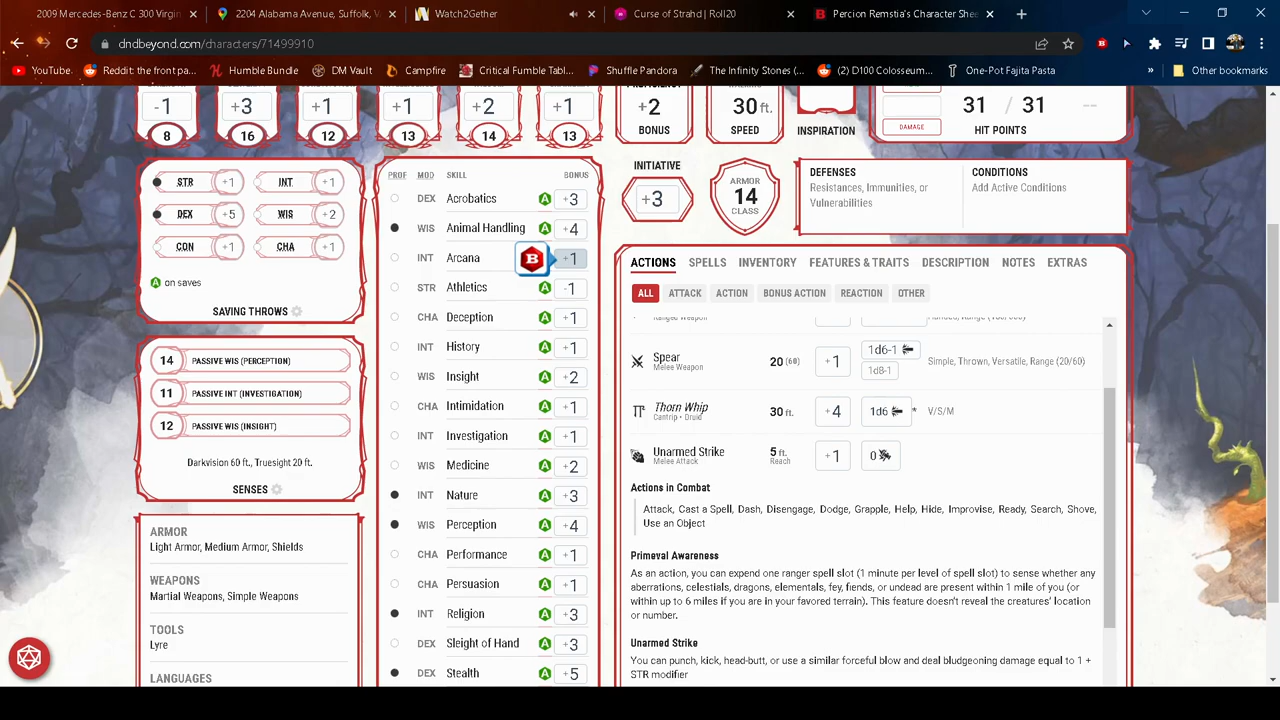 2009 Mercedes-Benz C 300 Virgin
2204 Alabama Avenue, Suffolk, V
Watch2Gether
Curse of Strahd | Roll20
Percion Remstia's Character She
dndbeyond.com/characters/71499910
YouTube
Reddit: the front pa...
Humble Bundle
DM Vault
Campfire
Critical Fumble Tabl...
Shuffle Pandora
The Infinity Stones (...
(2) D100 Colosseum...
One-Pot Fajita Pasta
»
Other bookmarks
-1
+3
+1
+1
+2
+1
8
16
12
13
14
13
+2
BONUS
30 ft.
SPEED
INSPIRATION
DAMAGE
31 / 31 --
HIT POINTS
STR +1
INT +1
DEX +5
WIS +2
CON +1
CHA +1
A on saves
SAVING THROWS
14 PASSIVE WIS (PERCEPTION)
11 PASSIVE INT (INVESTIGATION)
12 PASSIVE WIS (INSIGHT)
Darkvision 60 ft., Truesight 20 ft.
SENSES
ARMOR
Light Armor, Medium Armor, Shields
WEAPONS
Martial Weapons, Simple Weapons
TOOLS
Lyre
LANGUAGES
PROF MOD SKILL BONUS
DEX Acrobatics A +3
WIS Animal Handling A +4
INT Arcana B +1
STR Athletics A -1
CHA Deception A +1
INT History A +1
WIS Insight A +2
CHA Intimidation A +1
INT Investigation A +1
WIS Medicine A +2
INT Nature A +3
WIS Perception A +4
CHA Performance A +1
CHA Persuasion A +1
INT Religion A +3
DEX Sleight of Hand A +3
DEX Stealth A +5
INITIATIVE
+3
ARMOR
14
CLASS
DEFENSES
Resistances, Immunities, or
Vulnerabilities
CONDITIONS
Add Active Conditions
ACTIONS SPELLS INVENTORY FEATURES & TRAITS DESCRIPTION NOTES EXTRAS
ALL ATTACK ACTION BONUS ACTION REACTION OTHER
Ranged Weapon
Spear
Melee Weapon
20 (60)
+1
1d6-1
1d8-1
Simple, Thrown, Versatile, Range (20/60)
Thorn Whip
Cantrip • Druid
30 ft.
+4
1d6 *
V/S/M
Unarmed Strike
Melee Attack
5 ft.
Reach
+1
0
Actions in Combat
Attack, Cast a Spell, Dash, Disengage, Dodge, Grapple, Help, Hide, Improvise, Ready, Search, Shove,
Use an Object
Primeval Awareness
As an action, you can expend one ranger spell slot (1 minute per level of spell slot) to sense whether any
aberrations, celestials, dragons, elementals, fey, fiends, or undead are present within 1 mile of you (or
within up to 6 miles if you are in your favored terrain). This feature doesn't reveal the creatures' location
or number.
Unarmed Strike
You can punch, kick, head-butt, or use a similar forceful blow and deal bludgeoning damage equal to 1 +
STR modifier